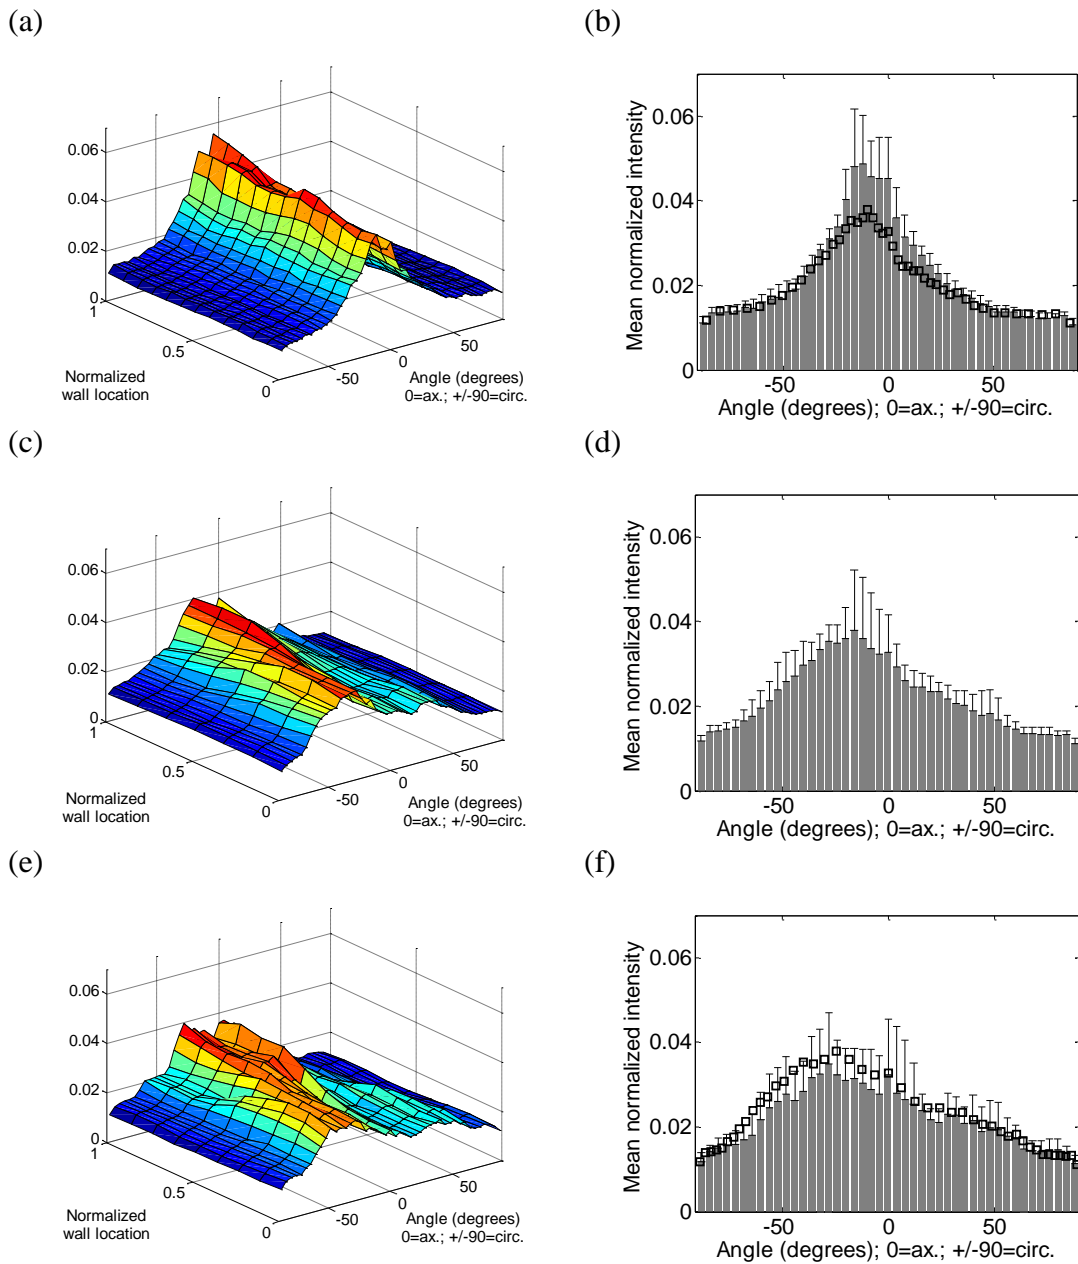 (a)
0.06
0.04
0.02
0
1
0.5
0
-50
0
50
Normalized
wall location
Angle (degrees)
0=ax.; +/-90=circ.
(b)
Mean normalized intensity
0.06
0.04
0.02
0
-50
0
50
Angle (degrees); 0=ax.; +/-90=circ.
(c)
0.06
0.04
0.02
0
1
0.5
0
-50
0
50
Normalized
wall location
Angle (degrees)
0=ax.; +/-90=circ.
(d)
Mean normalized intensity
0.06
0.04
0.02
0
-50
0
50
Angle (degrees); 0=ax.; +/-90=circ.
(e)
0.06
0.04
0.02
0
1
0.5
0
-50
0
50
Normalized
wall location
Angle (degrees)
0=ax.; +/-90=circ.
(f)
Mean normalized intensity
0.06
0.04
0.02
0
-50
0
50
Angle (degrees); 0=ax.; +/-90=circ.